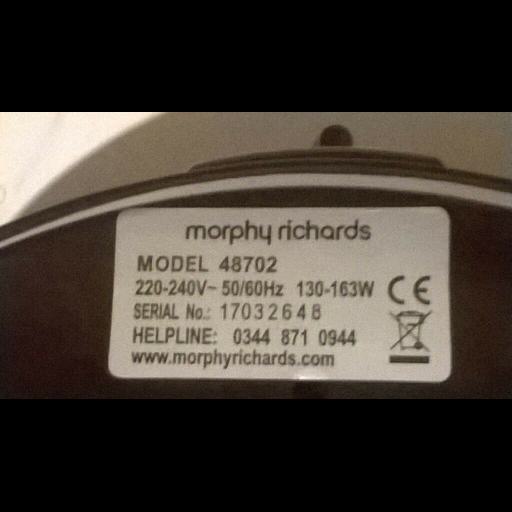 morphy richards
MODEL 48702
220-240V~ 50/60Hz 130-163W
SERIAL No.: 17032648
HELPLINE: 0344 871 0944
www.morphyrichards.com
CE